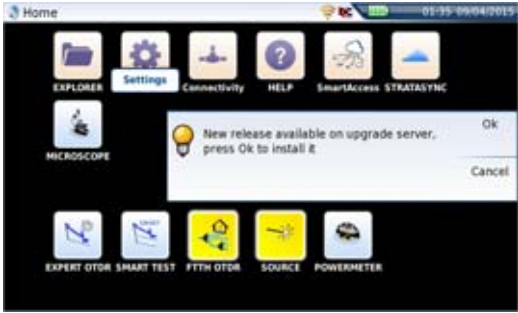 Home
01:35 09/04/2015
EXPLORER
Settings
Connectivity
HELP
SmartAccess
STRATASYNC
MICROSCOPE
New release available on upgrade server,
press Ok to install it
Ok
Cancel
EXPERT OTDR
SMART TEST
FTTH OTDR
SOURCE
POWERMETER